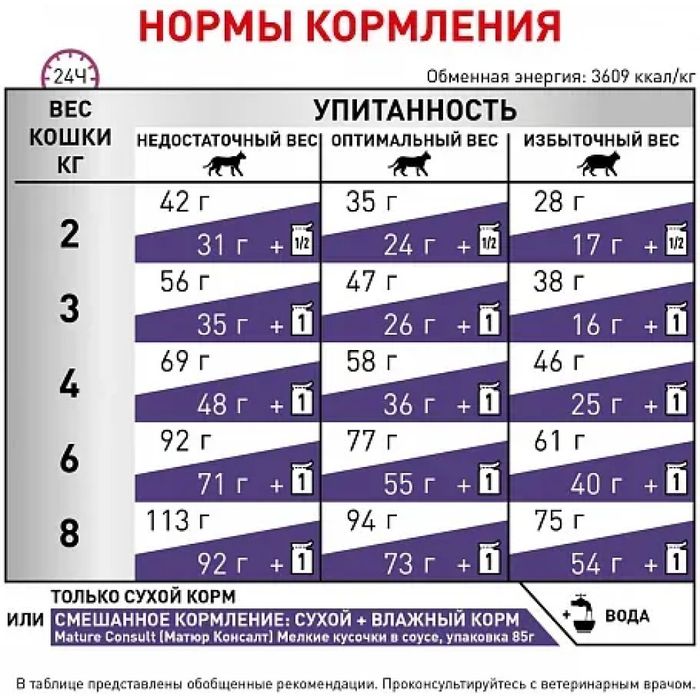 НОРМЫ КОРМЛЕНИЯ
24Ч
Обменная энергия: 3609 ккал/кг
ВЕС КОШКИ КГ
УПИТАННОСТЬ
НЕДОСТАТОЧНЫЙ ВЕС ОПТИМАЛЬНЫЙ ВЕС ИЗБЫТОЧНЫЙ ВЕС
2
42 г 35 г 28 г
31 г + 1/2 24 г + 1/2 17 г + 1/2
3
56 г 47 г 38 г
35 г + 1 26 г + 1 16 г + 1
4
69 г 58 г 46 г
48 г + 1 36 г + 1 25 г + 1
6
92 г 77 г 61 г
71 г + 1 55 г + 1 40 г + 1
8
113 г 94 г 75 г
92 г + 1 73 г + 1 54 г + 1
ТОЛЬКО СУХОЙ КОРМ
ИЛИ СМЕШАННОЕ КОРМЛЕНИЕ: СУХОЙ + ВЛАЖНЫЙ КОРМ
Mature Consult (Матюр Консалт) Мелкие кусочки в соусе, упаковка 85г
+ ВОДА
В таблице представлены обобщенные рекомендации. Проконсультируйтесь с ветеринарным врачом.